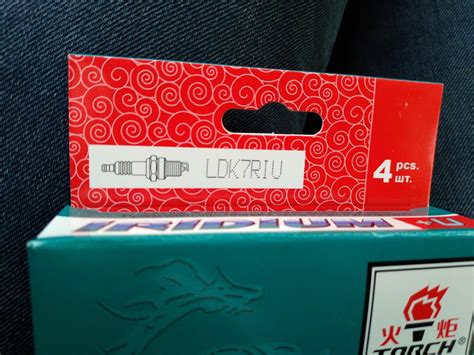 LDK7RIU
4 pcs.
шт.
IRIDIUM
火 炬
TORCH